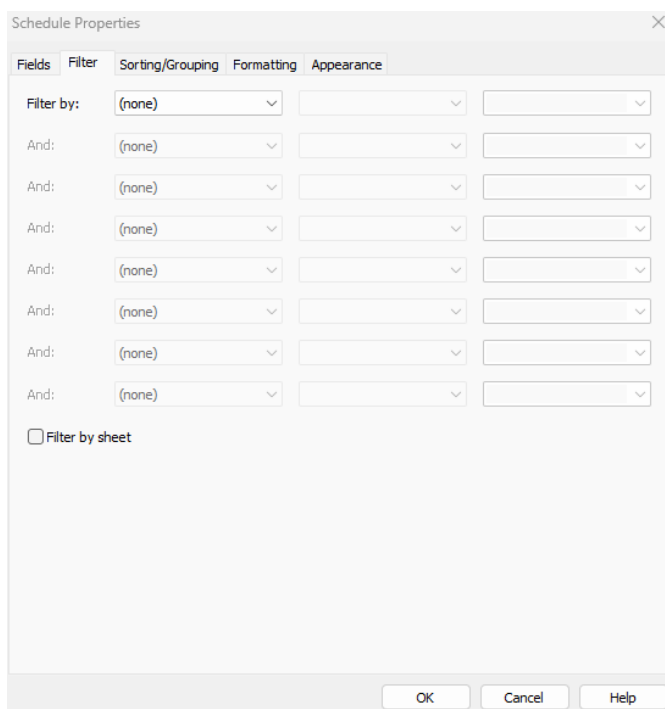 Schedule Properties
Fields Filter Sorting/Grouping Formatting Appearance
Filter by: (none)
And: (none)
And: (none)
And: (none)
And: (none)
And: (none)
And: (none)
And: (none)
Filter by sheet
OK Cancel Help